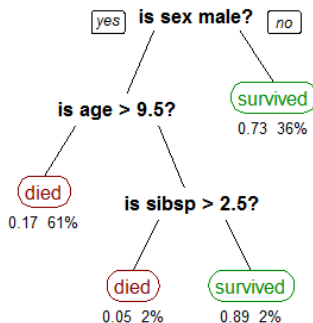 yes is sex male? no
survived
0.73 36%
is age > 9.5?
died
0.17 61%
is sibsp > 2.5?
died survived
0.05 2% 0.89 2%